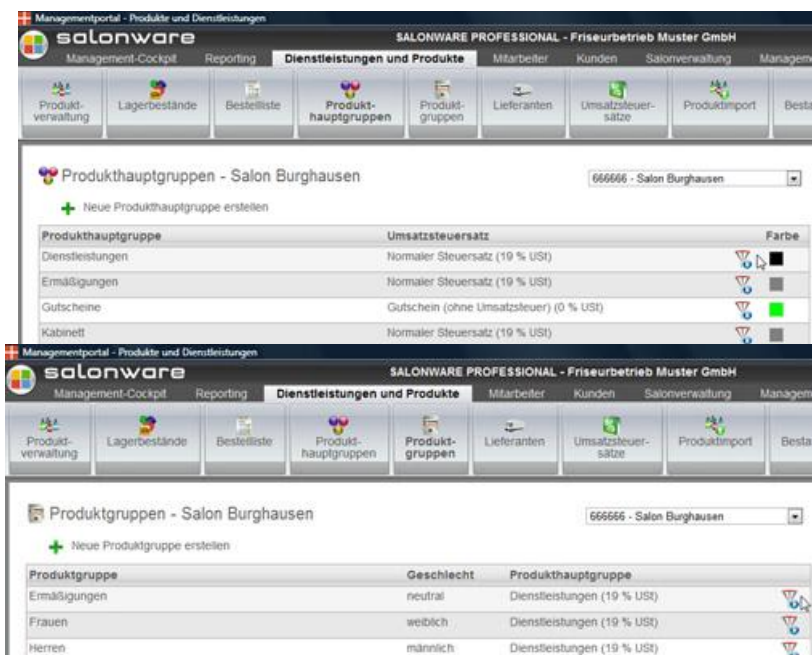 Managementportal - Produkte und Dienstleistungen
salonware SALONWARE PROFESSIONAL - Friseurbetrieb Muster GmbH
Management-Cockpit Reporting Dienstleistungen und Produkte Mitarbeiter Kunden Salonverwaltung Managem
Produkt- Lagerbestände Bestelliste Produkt- Produkt- Lieferanten Umsatzsteuer- Produktimport Besta
verwaltung hauptgruppen gruppen sätze
Produkthauptgruppen - Salon Burghausen 666666 - Salon Burghausen
Neue Produkthauptgruppe erstellen
Produkthauptgruppe Umsatzsteuersatz Farbe
Dienstleistungen Normaler Steuersatz (19 % USt)
Ermäßigungen Normaler Steuersatz (19 % USt)
Gutscheine Gutschein (ohne Umsatzsteuer) (0 % USt)
Kabinett Normaler Steuersatz (19 % USt)
Managementportal - Produkte und Dienstleistungen
salonware SALONWARE PROFESSIONAL - Friseurbetrieb Muster GmbH
Management-Cockpit Reporting Dienstleistungen und Produkte Mitarbeiter Kunden Salonverwaltung Managem
Produkt- Lagerbestände Bestelliste Produkt- Produkt- Lieferanten Umsatzsteuer- Produktimport Besta
verwaltung hauptgruppen gruppen sätze
Produktgruppen - Salon Burghausen 666666 - Salon Burghausen
Neue Produktgruppe erstellen
Produktgruppe Geschlecht Produkthauptgruppe
Ermäßigungen neutral Dienstleistungen (19 % USt)
Frauen weiblich Dienstleistungen (19 % USt)
Herren männlich Dienstleistungen (19 % USt)